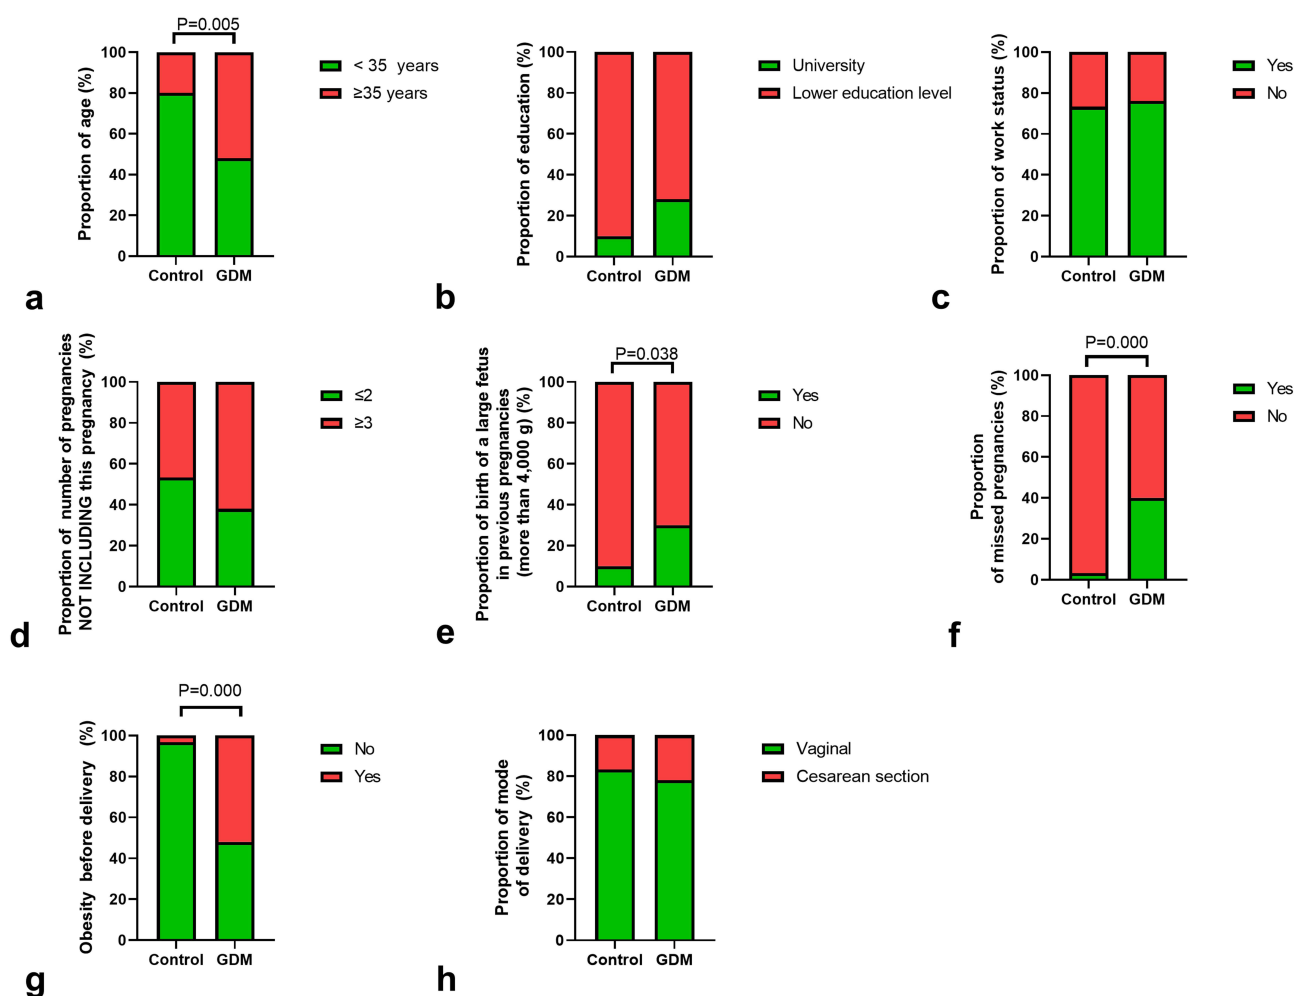 P=0.005
Proportion of age (%)
100
80
60
40
20
0
Control GDM
< 35 years
≥35 years
a
Proportion of education (%)
100
80
60
40
20
0
Control GDM
University
Lower education level
b
Proportion of work status (%)
100
80
60
40
20
0
Control GDM
Yes
No
c
Proportion of number of pregnancies
NOT INCLUDING this pregnancy (%)
100
80
60
40
20
0
Control GDM
≤2
≥3
d
P=0.038
Proportion of birth of a large fetus
in previous pregnancies
(more than 4,000 g) (%)
100
80
60
40
20
0
Control GDM
Yes
No
e
P=0.000
Proportion
of missed pregnancies (%)
100
80
60
40
20
0
Control GDM
Yes
No
f
P=0.000
Obesity before delivery (%)
100
80
60
40
20
0
Control GDM
No
Yes
g
Proportion of mode
of delivery (%)
100
80
60
40
20
0
Control GDM
Vaginal
Cesarean section
h